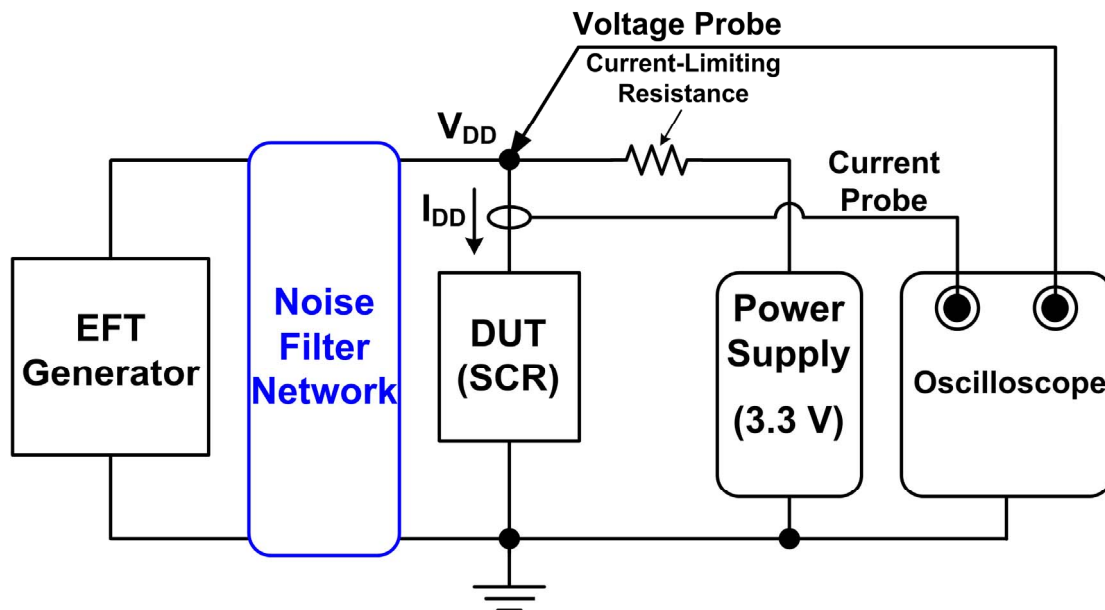 Voltage Probe
Current-Limiting
Resistance
VDD
Current
Probe
IDD
EFT
Generator
Noise
Filter
Network
DUT
(SCR)
Power
Supply
(3.3 V)
Oscilloscope